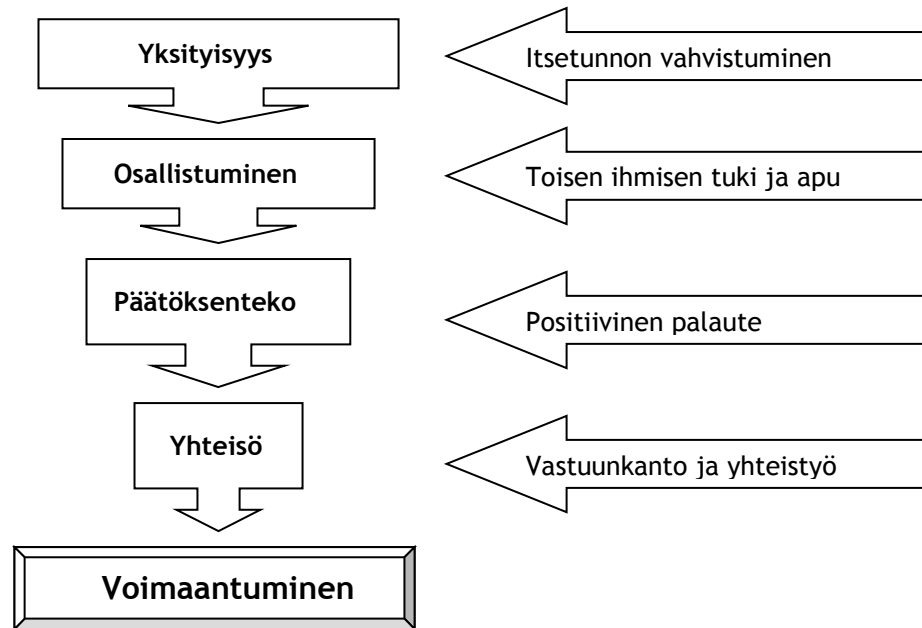 Yksityisyys
Itsetunnon vahvistuminen
Osallistuminen
Toisen ihmisen tuki ja apu
Päätöksenteko
Positiivinen palaute
Yhteisö
Vastuunkanto ja yhteistyö
Voimaantuminen